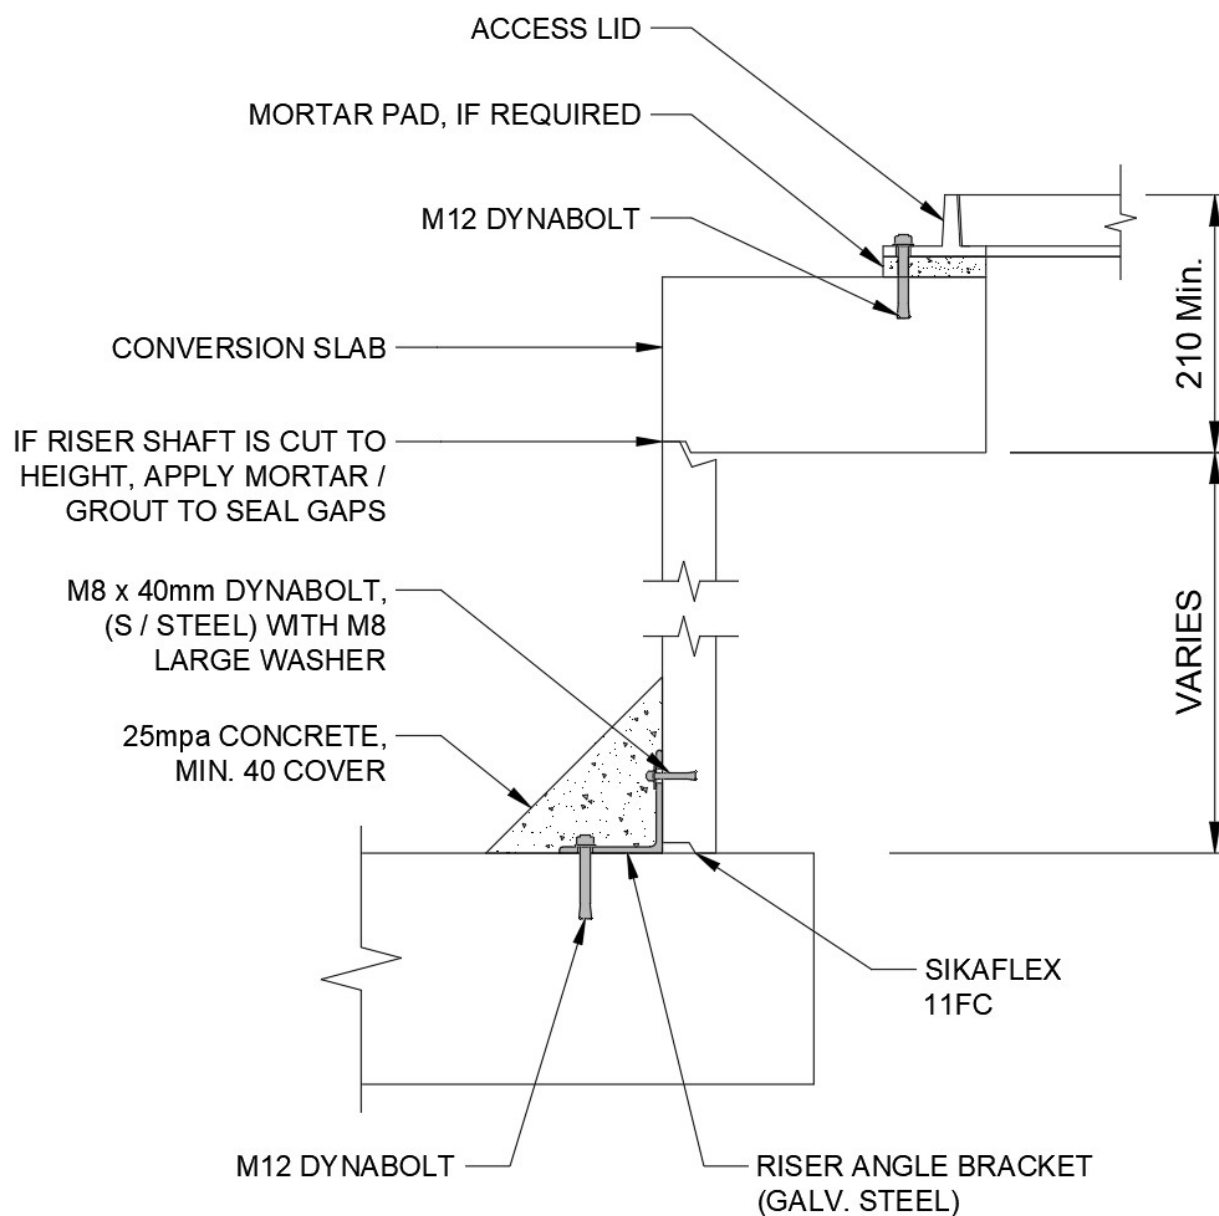 ACCESS LID
MORTAR PAD, IF REQUIRED
M12 DYNABOLT
210 Min.
CONVERSION SLAB
IF RISER SHAFT IS CUT TO
HEIGHT, APPLY MORTAR /
GROUT TO SEAL GAPS
M8 x 40mm DYNABOLT,
(S / STEEL) WITH M8
LARGE WASHER
VARIES
25mpa CONCRETE,
MIN. 40 COVER
SIKAFLEX
11FC
M12 DYNABOLT
RISER ANGLE BRACKET
(GALV. STEEL)